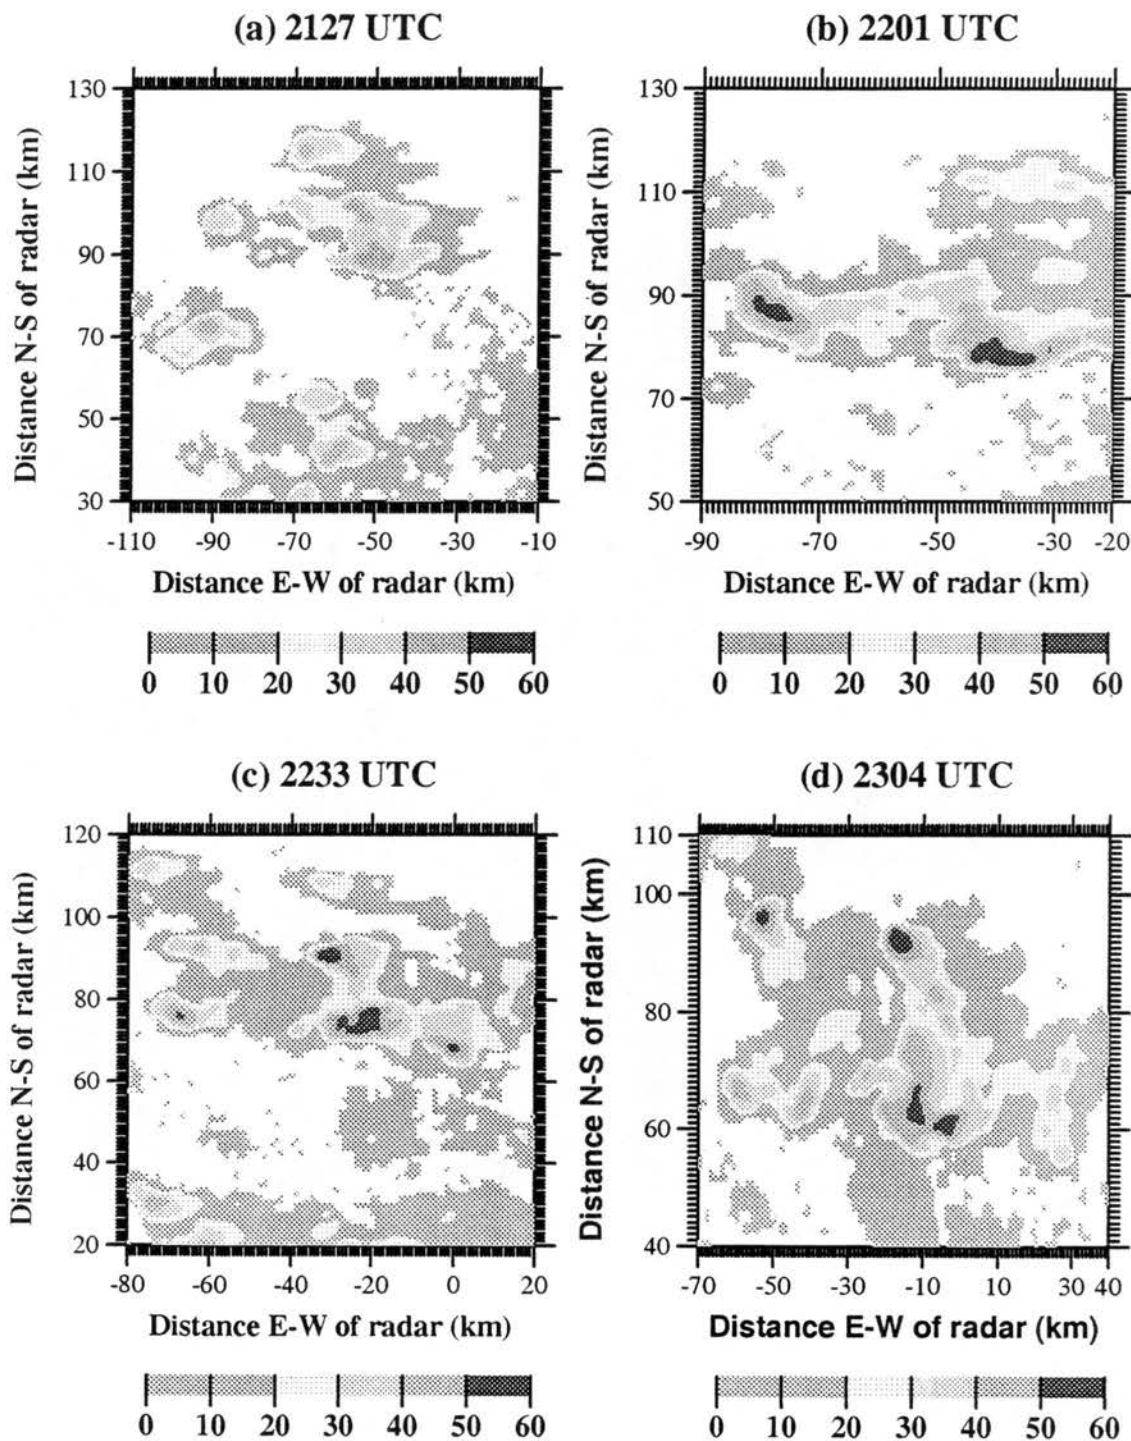 (a) 2127 UTC
(b) 2201 UTC
130
110
90
70
50
30
Distance N-S of radar (km)
-110 -90 -70 -50 -30 -10
Distance E-W of radar (km)
0 10 20 30 40 50 60
130
110
90
70
50
Distance N-S of radar (km)
-90 -70 -50 -30 -20
Distance E-W of radar (km)
0 10 20 30 40 50 60
(c) 2233 UTC
(d) 2304 UTC
120
100
80
60
40
20
Distance N-S of radar (km)
-80 -60 -40 -20 0 20
Distance E-W of radar (km)
0 10 20 30 40 50 60
110
100
80
60
40
Distance N-S of radar (km)
-70 -50 -30 -10 10 30 40
Distance E-W of radar (km)
0 10 20 30 40 50 60